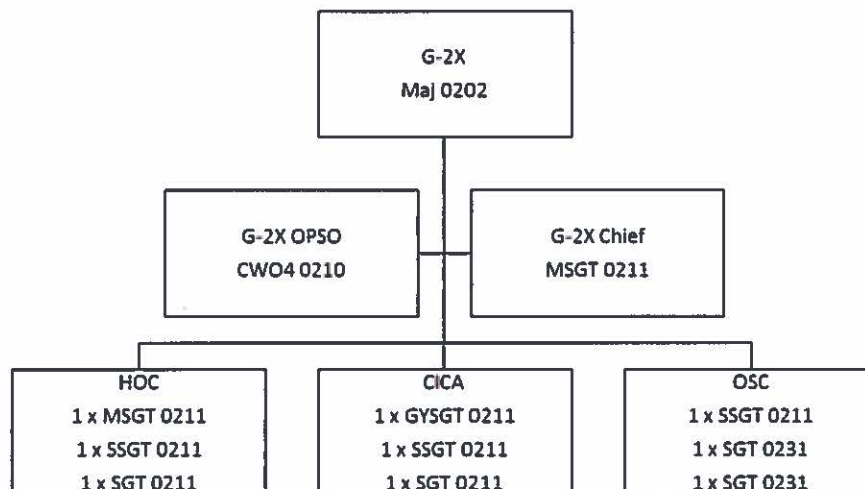 G-2X
Maj 0202
G-2X OPSO
CWO4 0210
G-2X Chief
MSGT 0211
HOC
1 x MSGT 0211
1 x SSGT 0211
1 x SGT 0211
CICA
1 x GYSGT 0211
1 x SSGT 0211
1 x SGT 0211
OSC
1 x SSGT 0211
1 x SGT 0231
1 x SGT 0231